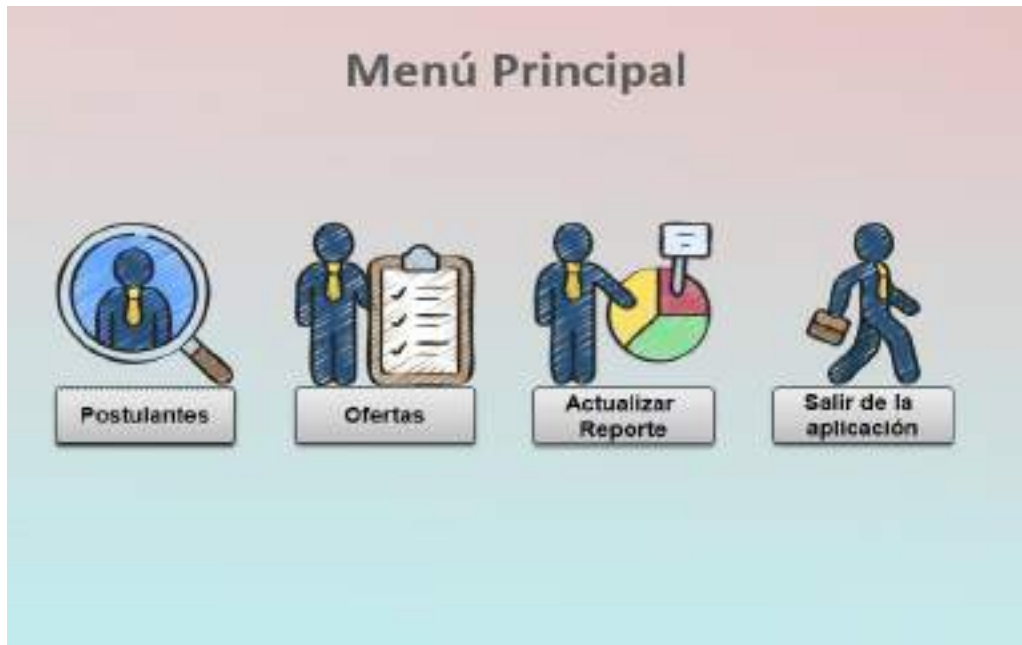 Menú Principal
Postulantes
Ofertas
Actualizar
Reporte
Salir de la
aplicación